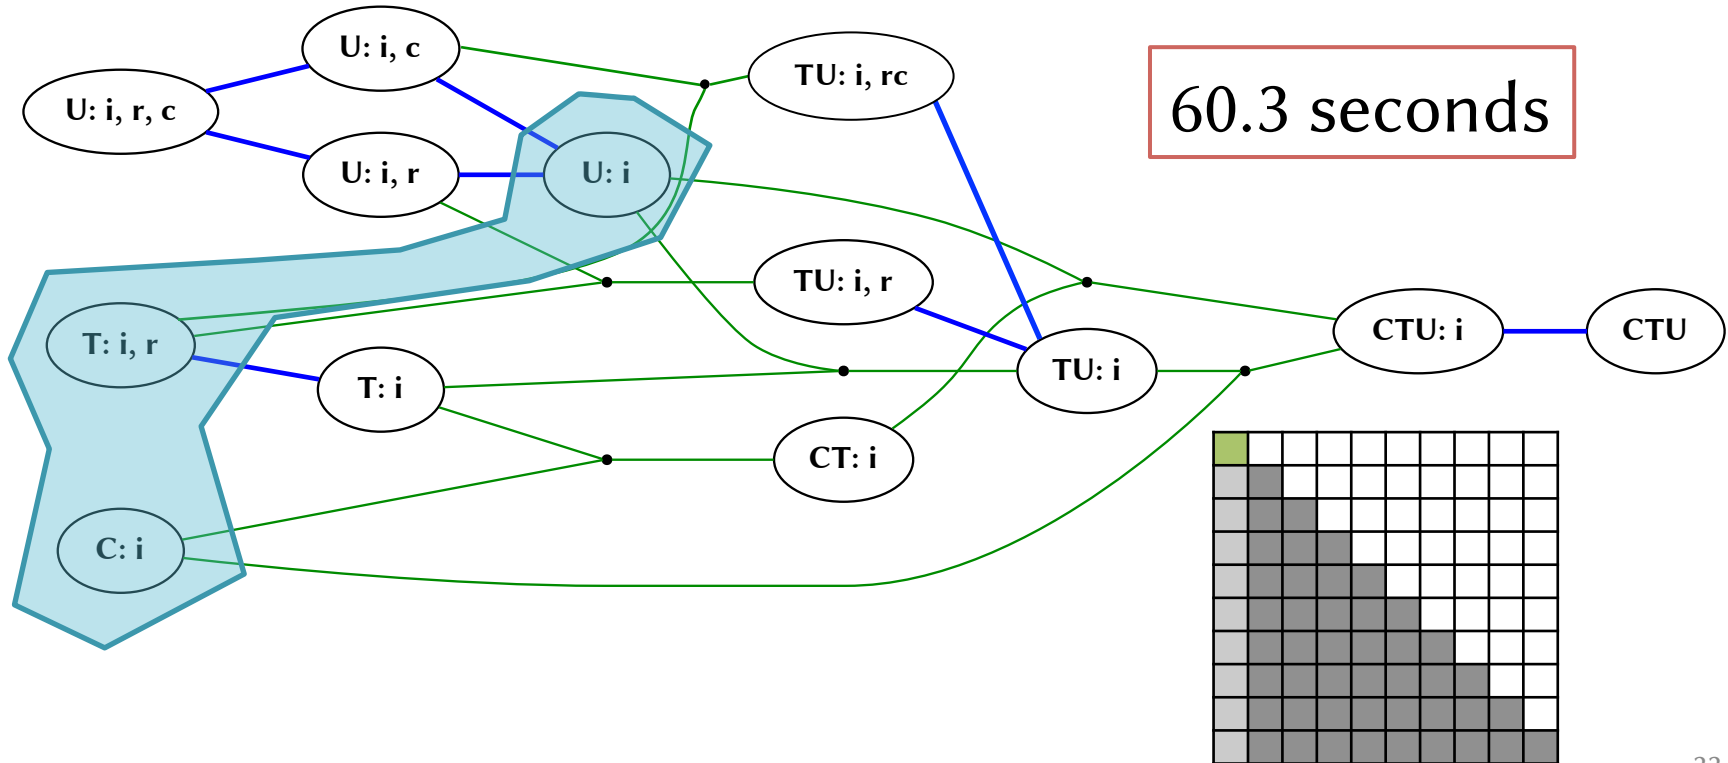 U: i, c
TU: i, rc
U: i, r, c
60.3 seconds
U: i, r
U: i
TU: i, r
T: i, r
CTU: i
CTU
TU: i
T: i
CT: i
C: i